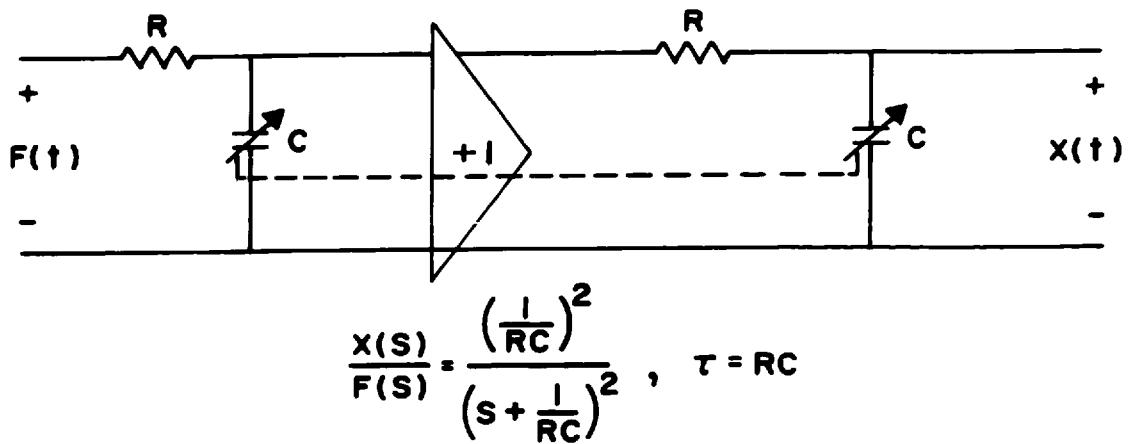 R
R
+
+
C
C
F(t)
+1
X(t)
-
-
X(S)/F(S) = (1/RC)^2 / (S + 1/RC)^2 , τ = RC